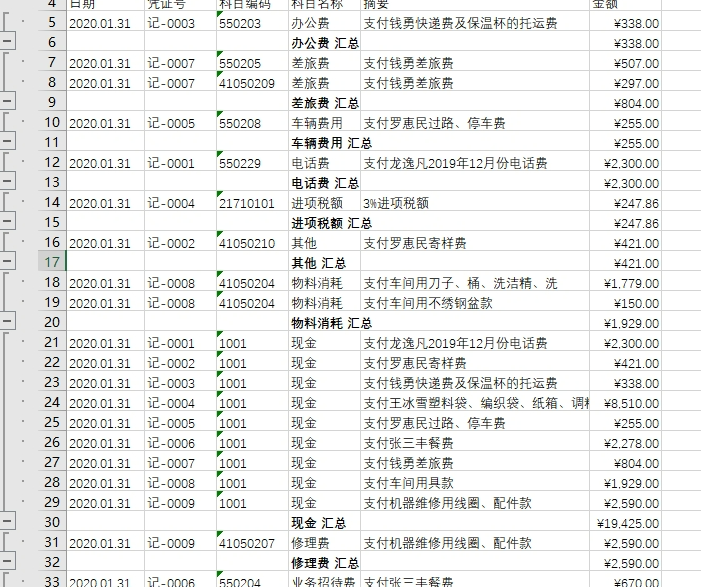 4 日期 凭证号 科目编码 科目名称 摘要 金额
5 2020.01.31 记-0003 550203 办公费 支付钱勇快递费及保温杯的托运费 ¥338.00
6 办公费 汇总 ¥338.00
7 2020.01.31 记-0007 550205 差旅费 支付钱勇差旅费 ¥507.00
8 2020.01.31 记-0007 41050209 差旅费 支付钱勇差旅费 ¥297.00
9 差旅费 汇总 ¥804.00
10 2020.01.31 记-0005 550208 车辆费用 支付罗惠民过路、停车费 ¥255.00
11 车辆费用 汇总 ¥255.00
12 2020.01.31 记-0001 550229 电话费 支付龙逸凡2019年12月份电话费 ¥2,300.00
13 电话费 汇总 ¥2,300.00
14 2020.01.31 记-0004 21710101 进项税额 3%进项税额 ¥247.86
15 进项税额 汇总 ¥247.86
16 2020.01.31 记-0002 41050210 其他 支付罗惠民寄样费 ¥421.00
17 其他 汇总 ¥421.00
18 2020.01.31 记-0008 41050204 物料消耗 支付车间用刀子、桶、洗洁精、洗 ¥1,779.00
19 2020.01.31 记-0008 41050204 物料消耗 支付车间用不绣钢盆款 ¥150.00
20 物料消耗 汇总 ¥1,929.00
21 2020.01.31 记-0001 1001 现金 支付龙逸凡2019年12月份电话费 ¥2,300.00
22 2020.01.31 记-0002 1001 现金 支付罗惠民寄样费 ¥421.00
23 2020.01.31 记-0003 1001 现金 支付钱勇快递费及保温杯的托运费 ¥338.00
24 2020.01.31 记-0004 1001 现金 支付王冰雪塑料袋、编织袋、纸箱、调料 ¥8,510.00
25 2020.01.31 记-0005 1001 现金 支付罗惠民过路、停车费 ¥255.00
26 2020.01.31 记-0006 1001 现金 支付张三丰餐费 ¥2,278.00
27 2020.01.31 记-0007 1001 现金 支付钱勇差旅费 ¥804.00
28 2020.01.31 记-0008 1001 现金 支付车间用具款 ¥1,929.00
29 2020.01.31 记-0009 1001 现金 支付机器维修用线圈、配件款 ¥2,590.00
30 现金 汇总 ¥19,425.00
31 2020.01.31 记-0009 41050207 修理费 支付机器维修用线圈、配件款 ¥2,590.00
32 修理费 汇总 ¥2,590.00
33 2020.01.31 记-0006 550204 业务招待费 支付张三丰餐费 ¥670.00